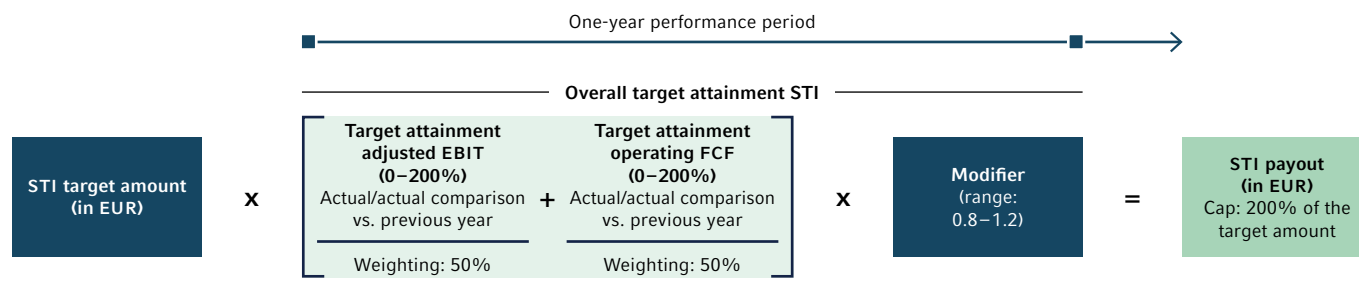 One-year performance period
Overall target attainment STI
STI target amount
(in EUR)
x
Target attainment
adjusted EBIT
(0–200%)
Actual/actual comparison
vs. previous year
Weighting: 50%
+
Target attainment
operating FCF
(0–200%)
Actual/actual comparison
vs. previous year
Weighting: 50%
x
Modifier
(range:
0.8–1.2)
=
STI payout
(in EUR)
Cap: 200% of the
target amount